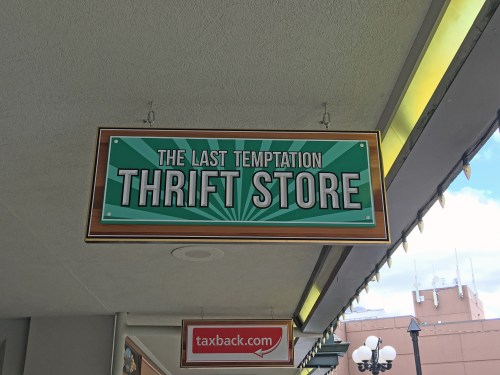 THE LAST TEMPTATION
THRIFT STORE
taxback.com